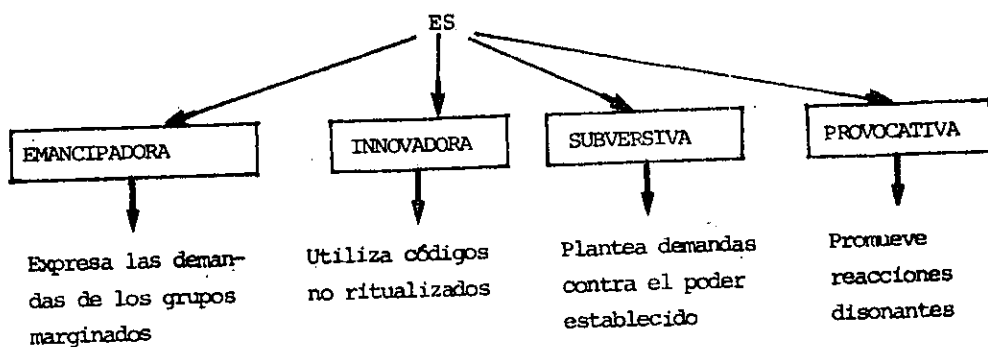 ES
EMANCIPADORA
INNOVADORA
SUBVERSIVA
PROVOCATIVA
Expresa las deman-
das de los grupos
marginados
Utiliza códigos
no ritualizados
Plantea demandas
contra el poder
establecido
Promueve
reacciones
disonantes